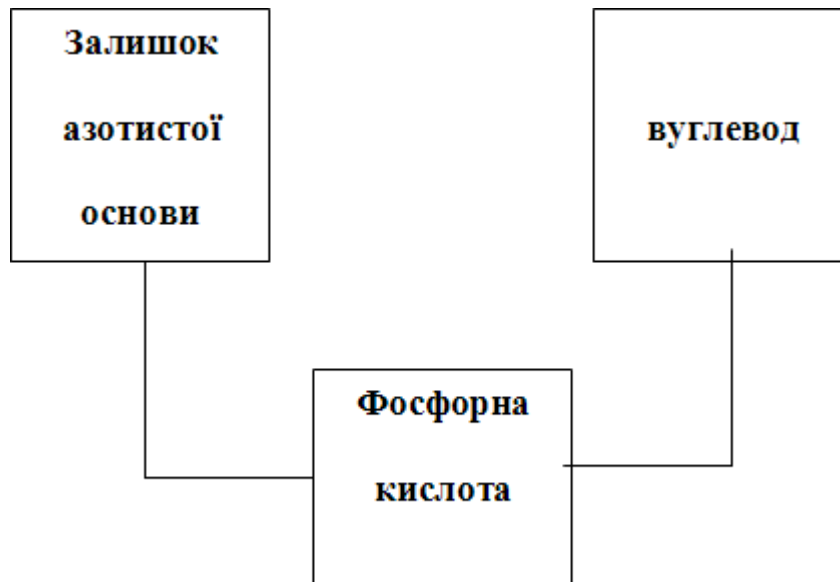 Залишок
азотистої
основи
вуглевод
Фосфорна
кислота